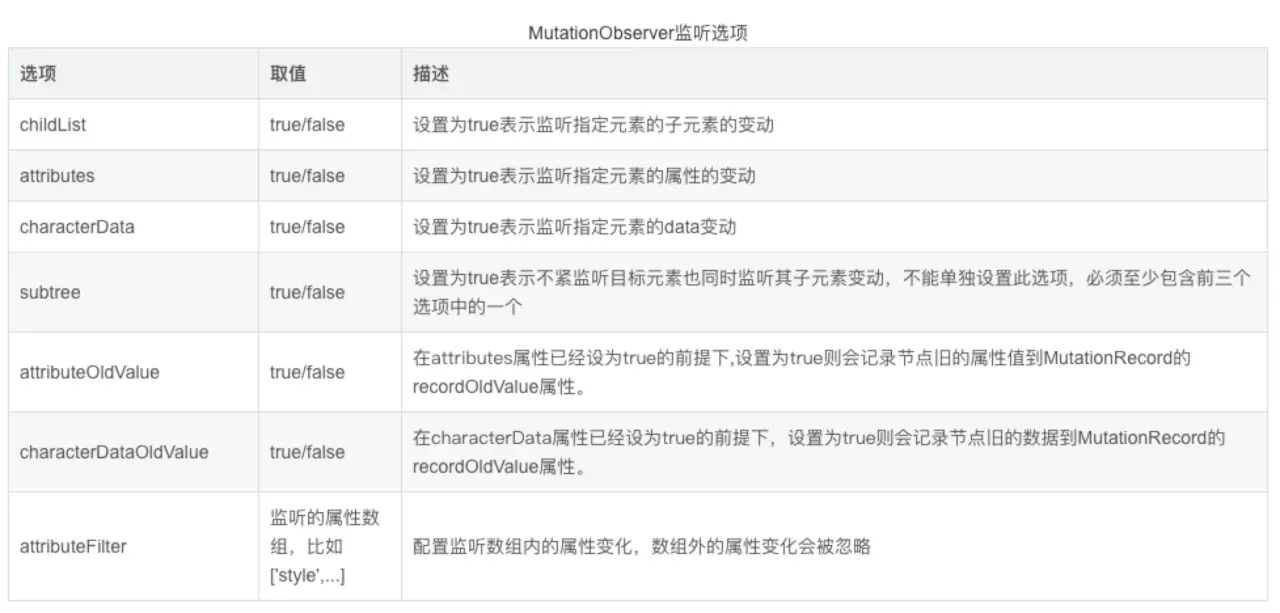 MutationObserver监听选项
选项 取值 描述
childList true/false 设置为true表示监听指定元素的子元素的变动
attributes true/false 设置为true表示监听指定元素的属性的变动
characterData true/false 设置为true表示监听指定元素的data变动
subtree true/false 设置为true表示不紧监听目标元素也同时监听其子元素变动，不能单独设置此选项，必须至少包含前三个
选项中的一个
attributeOldValue true/false 在attributes属性已经设为true的前提下,设置为true则会记录节点旧的属性值到MutationRecord的
recordOldValue属性。
characterDataOldValue true/false 在characterData属性已经设为true的前提下，设置为true则会记录节点旧的数据到MutationRecord的
recordOldValue属性。
attributeFilter
监听的属性数
组，比如
['style',...]
配置监听数组内的属性变化，数组外的属性变化会被忽略